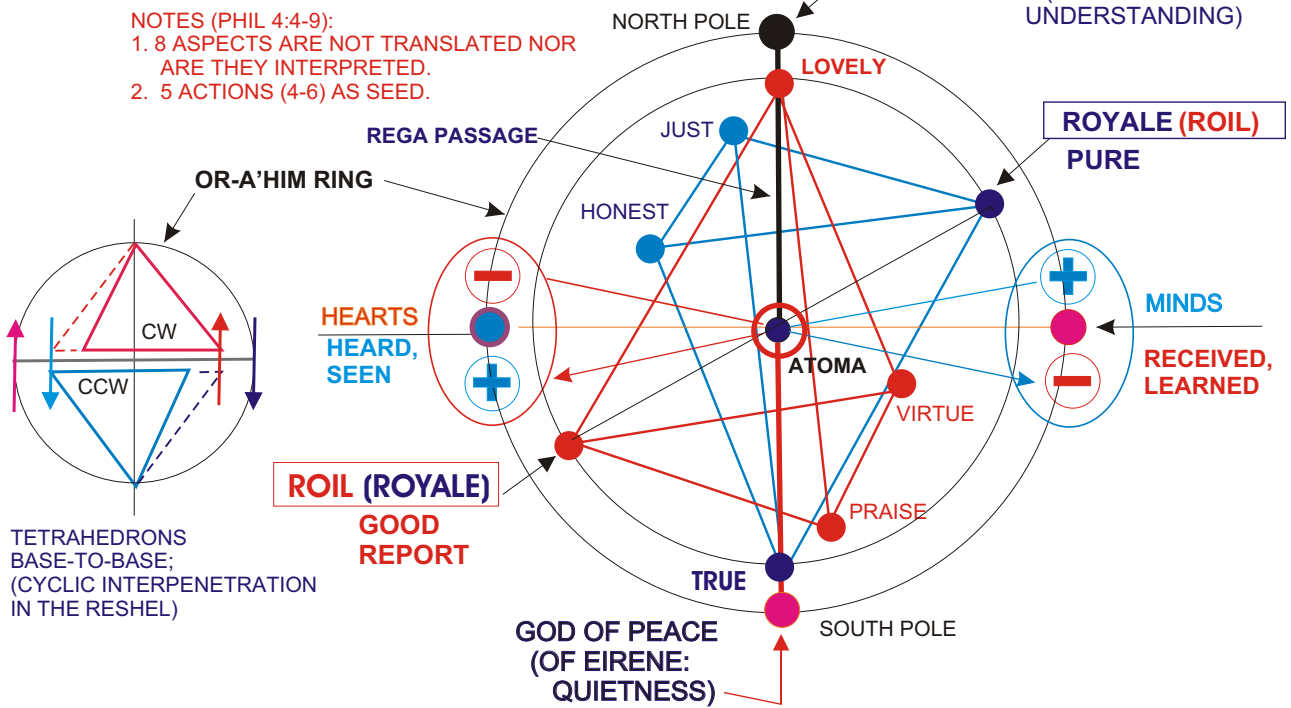 NOTES (PHIL 4:4-9):
1. 8 ASPECTS ARE NOT TRANSLATED NOR
ARE THEY INTERPRETED.
2. 5 ACTIONS (4-6) AS SEED.
NORTH POLE
UNDERSTANDING)
LOVELY
REGA PASSAGE
JUST
ROYALE (ROIL)
PURE
OR-A'HIM RING
HONEST
CW
CCW
HEARTS
HEARD,
SEEN
MINDS
RECEIVED,
LEARNED
ATOMA
VIRTUE
ROIL (ROYALE)
GOOD
REPORT
PRAISE
TETRAHEDRONS
BASE-TO-BASE;
(CYCLIC INTERPENETRATION
IN THE RESHEL)
TRUE
SOUTH POLE
GOD OF PEACE
(OF EIRENE:
QUIETNESS)